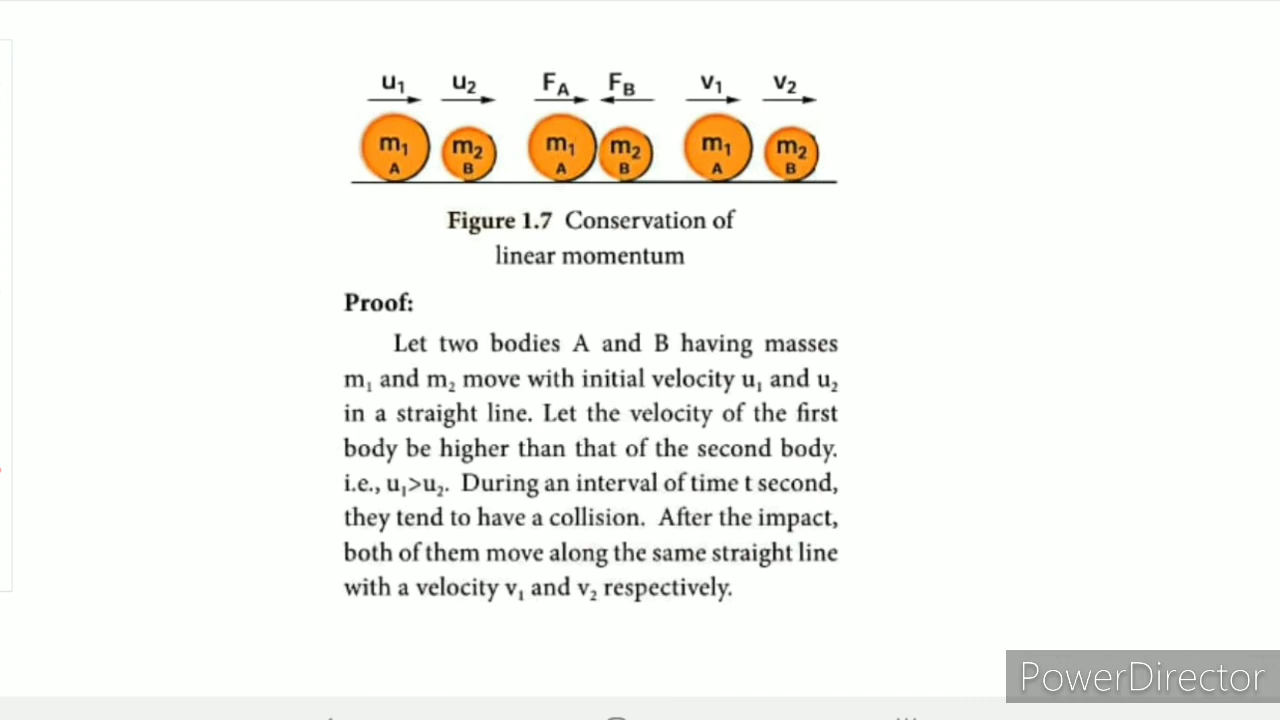 u₁ u₂ FA FB v₁ v₂
m₁ m₂ m₁ m₂ m₁ m₂
A B A B A B
Figure 1.7 Conservation of
linear momentum
Proof:
Let two bodies A and B having masses
m₁ and m₂ move with initial velocity u₁ and u₂
in a straight line. Let the velocity of the first
body be higher than that of the second body.
i.e., u₁>u₂. During an interval of time t second,
they tend to have a collision. After the impact,
both of them move along the same straight line
with a velocity v₁ and v₂ respectively.
PowerDirector